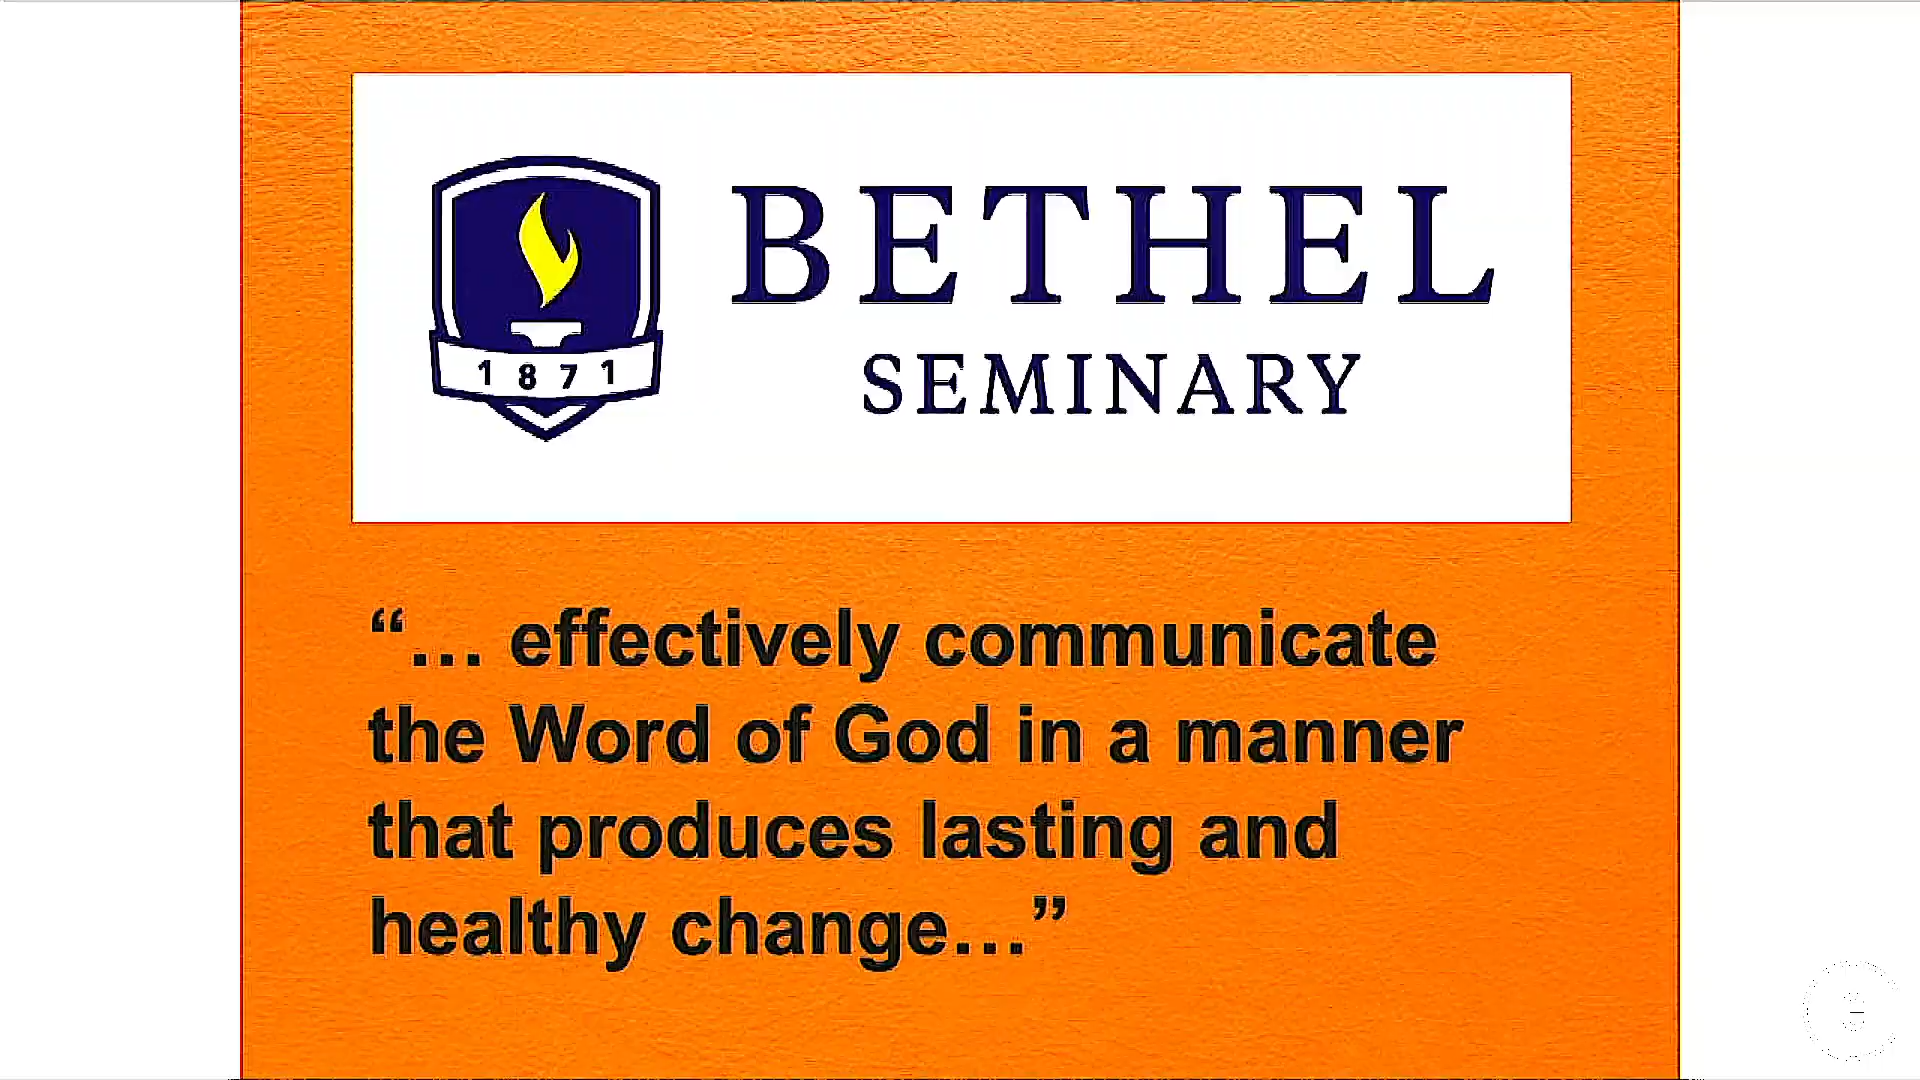 BETHEL
SEMINARY
1871
“… effectively communicate
the Word of God in a manner
that produces lasting and
healthy change…”